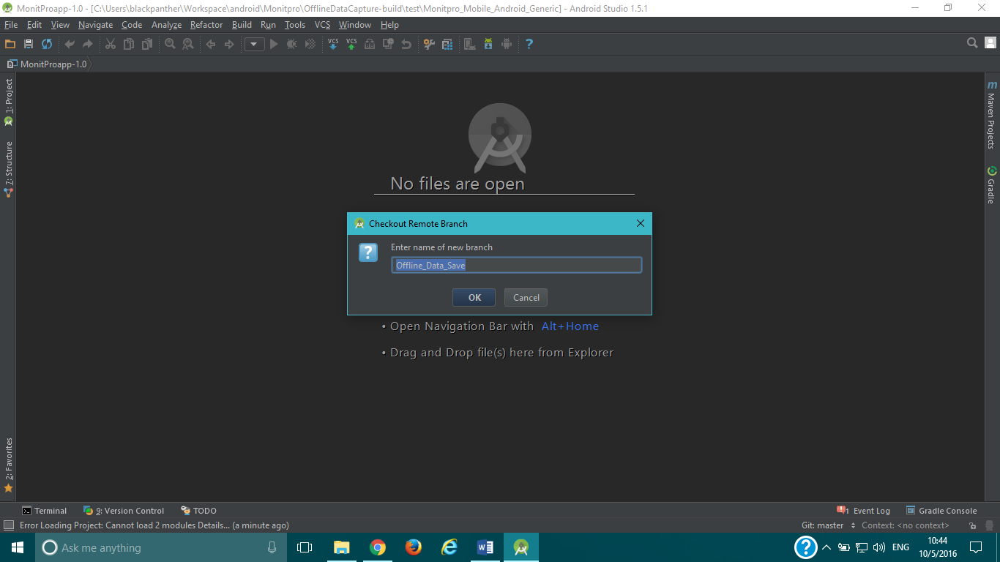 MonitProapp-1.0 - [C:\Users\blackpanther\Workspace\android\Monitpro\OfflineDataCapture-build\test\Monitpro_Mobile_Android_Generic] - Android Studio 1.5.1
File Edit View Navigate Code Analyze Refactor Build Run Tools VCS Window Help
VCS VCS
MonitProapp-1.0
1: Project
7: Structure
2: Favorites
m
Maven Projects
Gradle
No files are open
Checkout Remote Branch
Enter name of new branch
Offline_Data_Save
OK Cancel
• Open Navigation Bar with Alt+Home
• Drag and Drop file(s) here from Explorer
Terminal 9: Version Control TODO 1 Event Log Gradle Console
Error Loading Project: Cannot load 2 modules Details... (a minute ago) Git: master Context: <no context>
Ask me anything ENG 10:44
10/5/2016